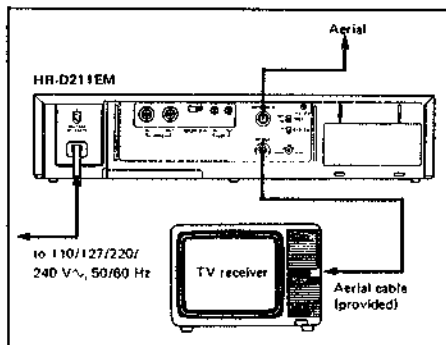 Aerial
HR-D211EM
to 110/127/220/
240 V∿, 50/60 Hz
TV receiver
Aerial cable
(provided)